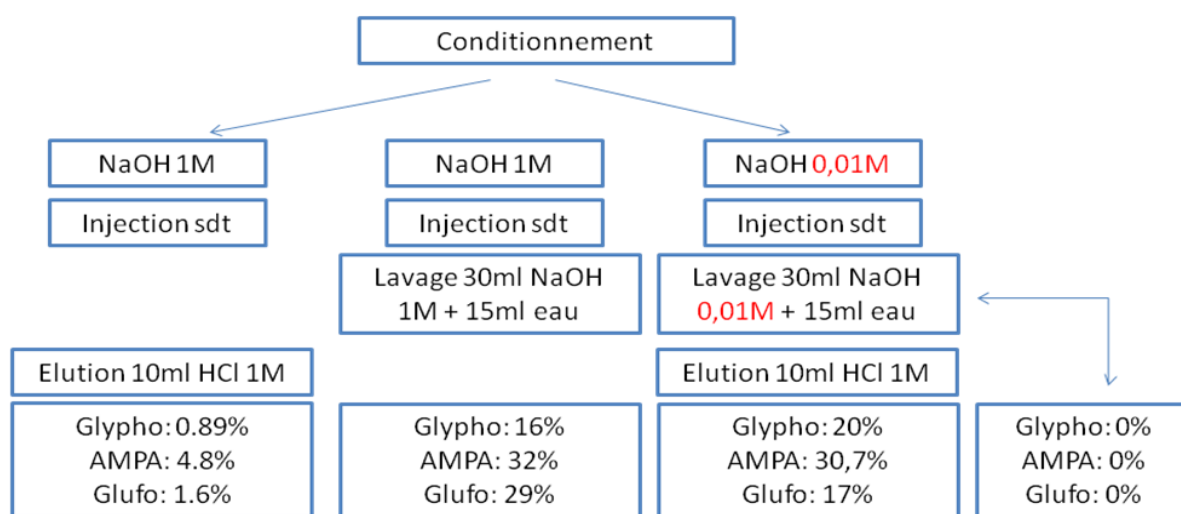 Conditionnement
NaOH 1M
NaOH 1M
NaOH 0,01M
Injection sdt
Injection sdt
Injection sdt
Lavage 30ml NaOH
1M + 15ml eau
Lavage 30ml NaOH
0,01M + 15ml eau
Elution 10ml HCl 1M
Elution 10ml HCl 1M
Glypho: 0.89%
AMPA: 4.8%
Glufo: 1.6%
Glypho: 16%
AMPA: 32%
Glufo: 29%
Glypho: 20%
AMPA: 30,7%
Glufo: 17%
Glypho: 0%
AMPA: 0%
Glufo: 0%